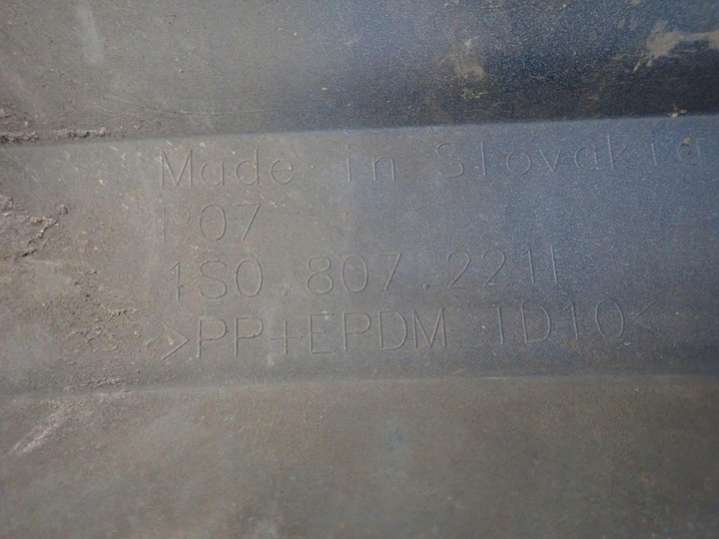 Made in Slovakia
P07
1S0.807.221
>PP+EPDM TD10<